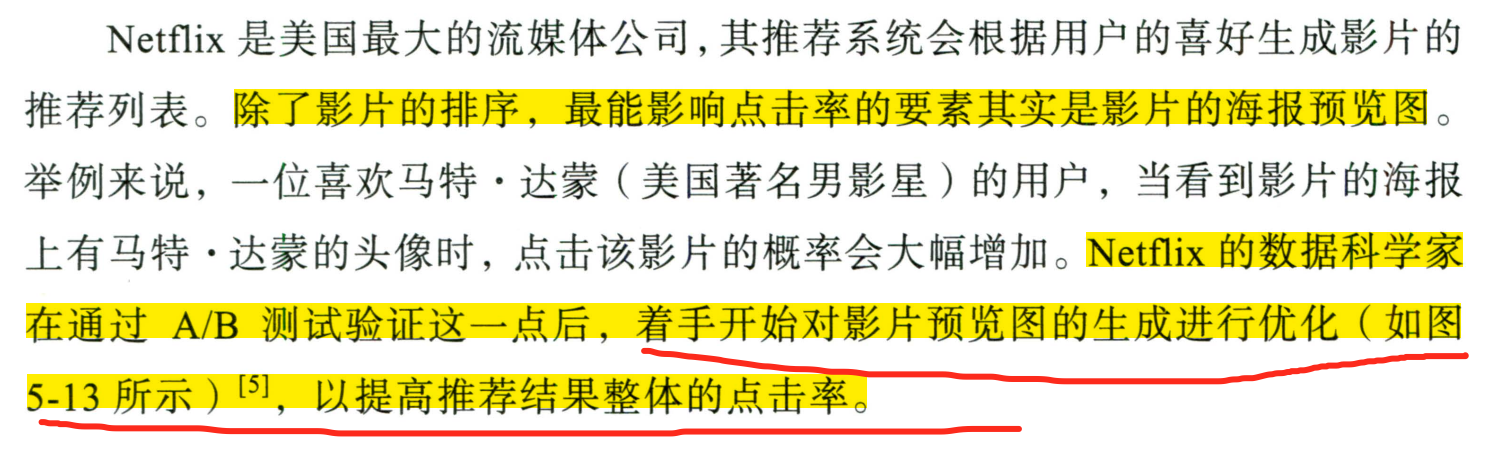 Netflix 是美国最大的流媒体公司,其推荐系统会根据用户的喜好生成影片的
推荐列表。除了影片的排序，最能影响点击率的要素其实是影片的海报预览图。
举例来说，一位喜欢马特·达蒙（美国著名男影星）的用户，当看到影片的海报
上有马特·达蒙的头像时，点击该影片的概率会大幅增加。Netflix 的数据科学家
在通过 A/B 测试验证这一点后，着手开始对影片预览图的生成进行优化（如图
5-13 所示）[5]，以提高推荐结果整体的点击率。